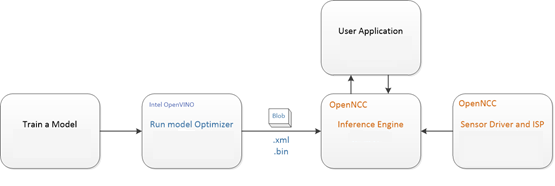 User Application
Train a Model
Intel OpenVINO
Run model Optimizer
Blob
.xml
.bin
OpenNCC
Inference Engine
OpenNCC
Sensor Driver and ISP